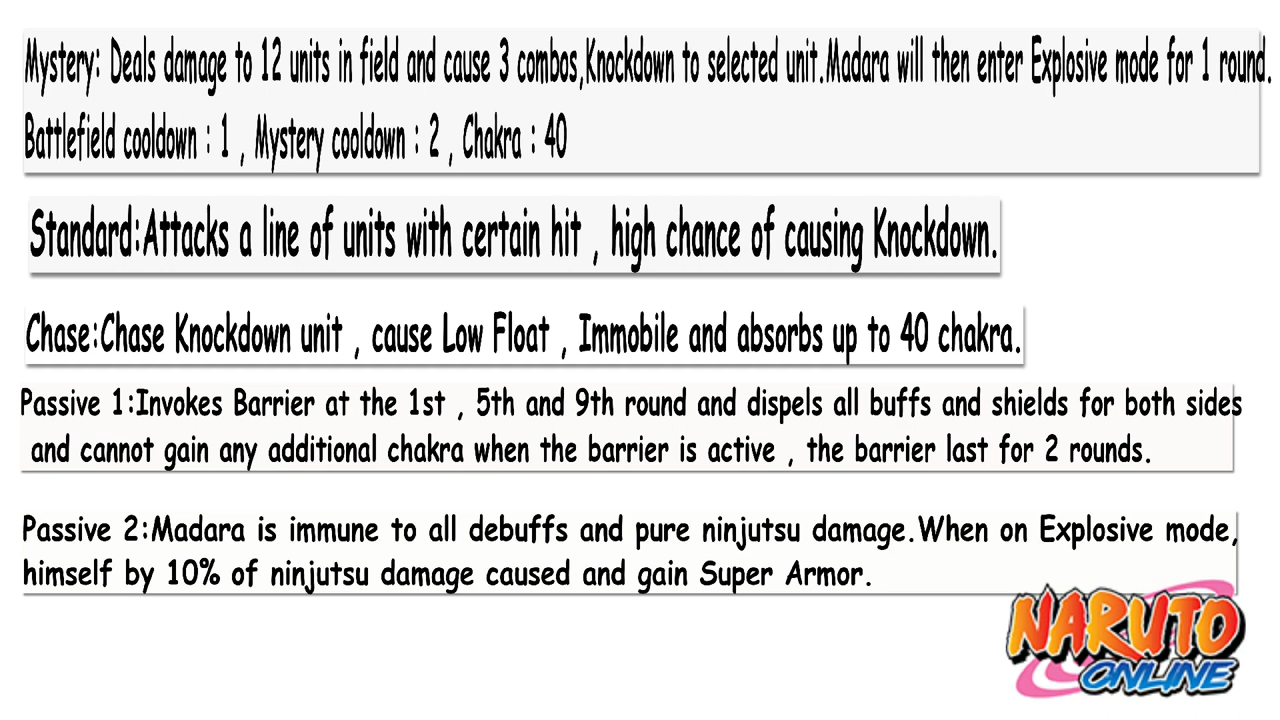 Mystery: Deals damage to 12 units in field and cause 3 combos,Knockdown to selected unit.Madara will then enter Explosive mode for 1 round.
Battlefield cooldown : 1 , Mystery cooldown : 2 , Chakra : 40
Standard:Attacks a line of units with certain hit , high chance of causing Knockdown.
Chase:Chase Knockdown unit , cause Low Float , Immobile and absorbs up to 40 chakra.
Passive 1:Invokes Barrier at the 1st , 5th and 9th round and dispels all buffs and shields for both sides
and cannot gain any additional chakra when the barrier is active , the barrier last for 2 rounds.
Passive 2:Madara is immune to all debuffs and pure ninjutsu damage.When on Explosive mode,
himself by 10% of ninjutsu damage caused and gain Super Armor.
NARUTO
ONLINE